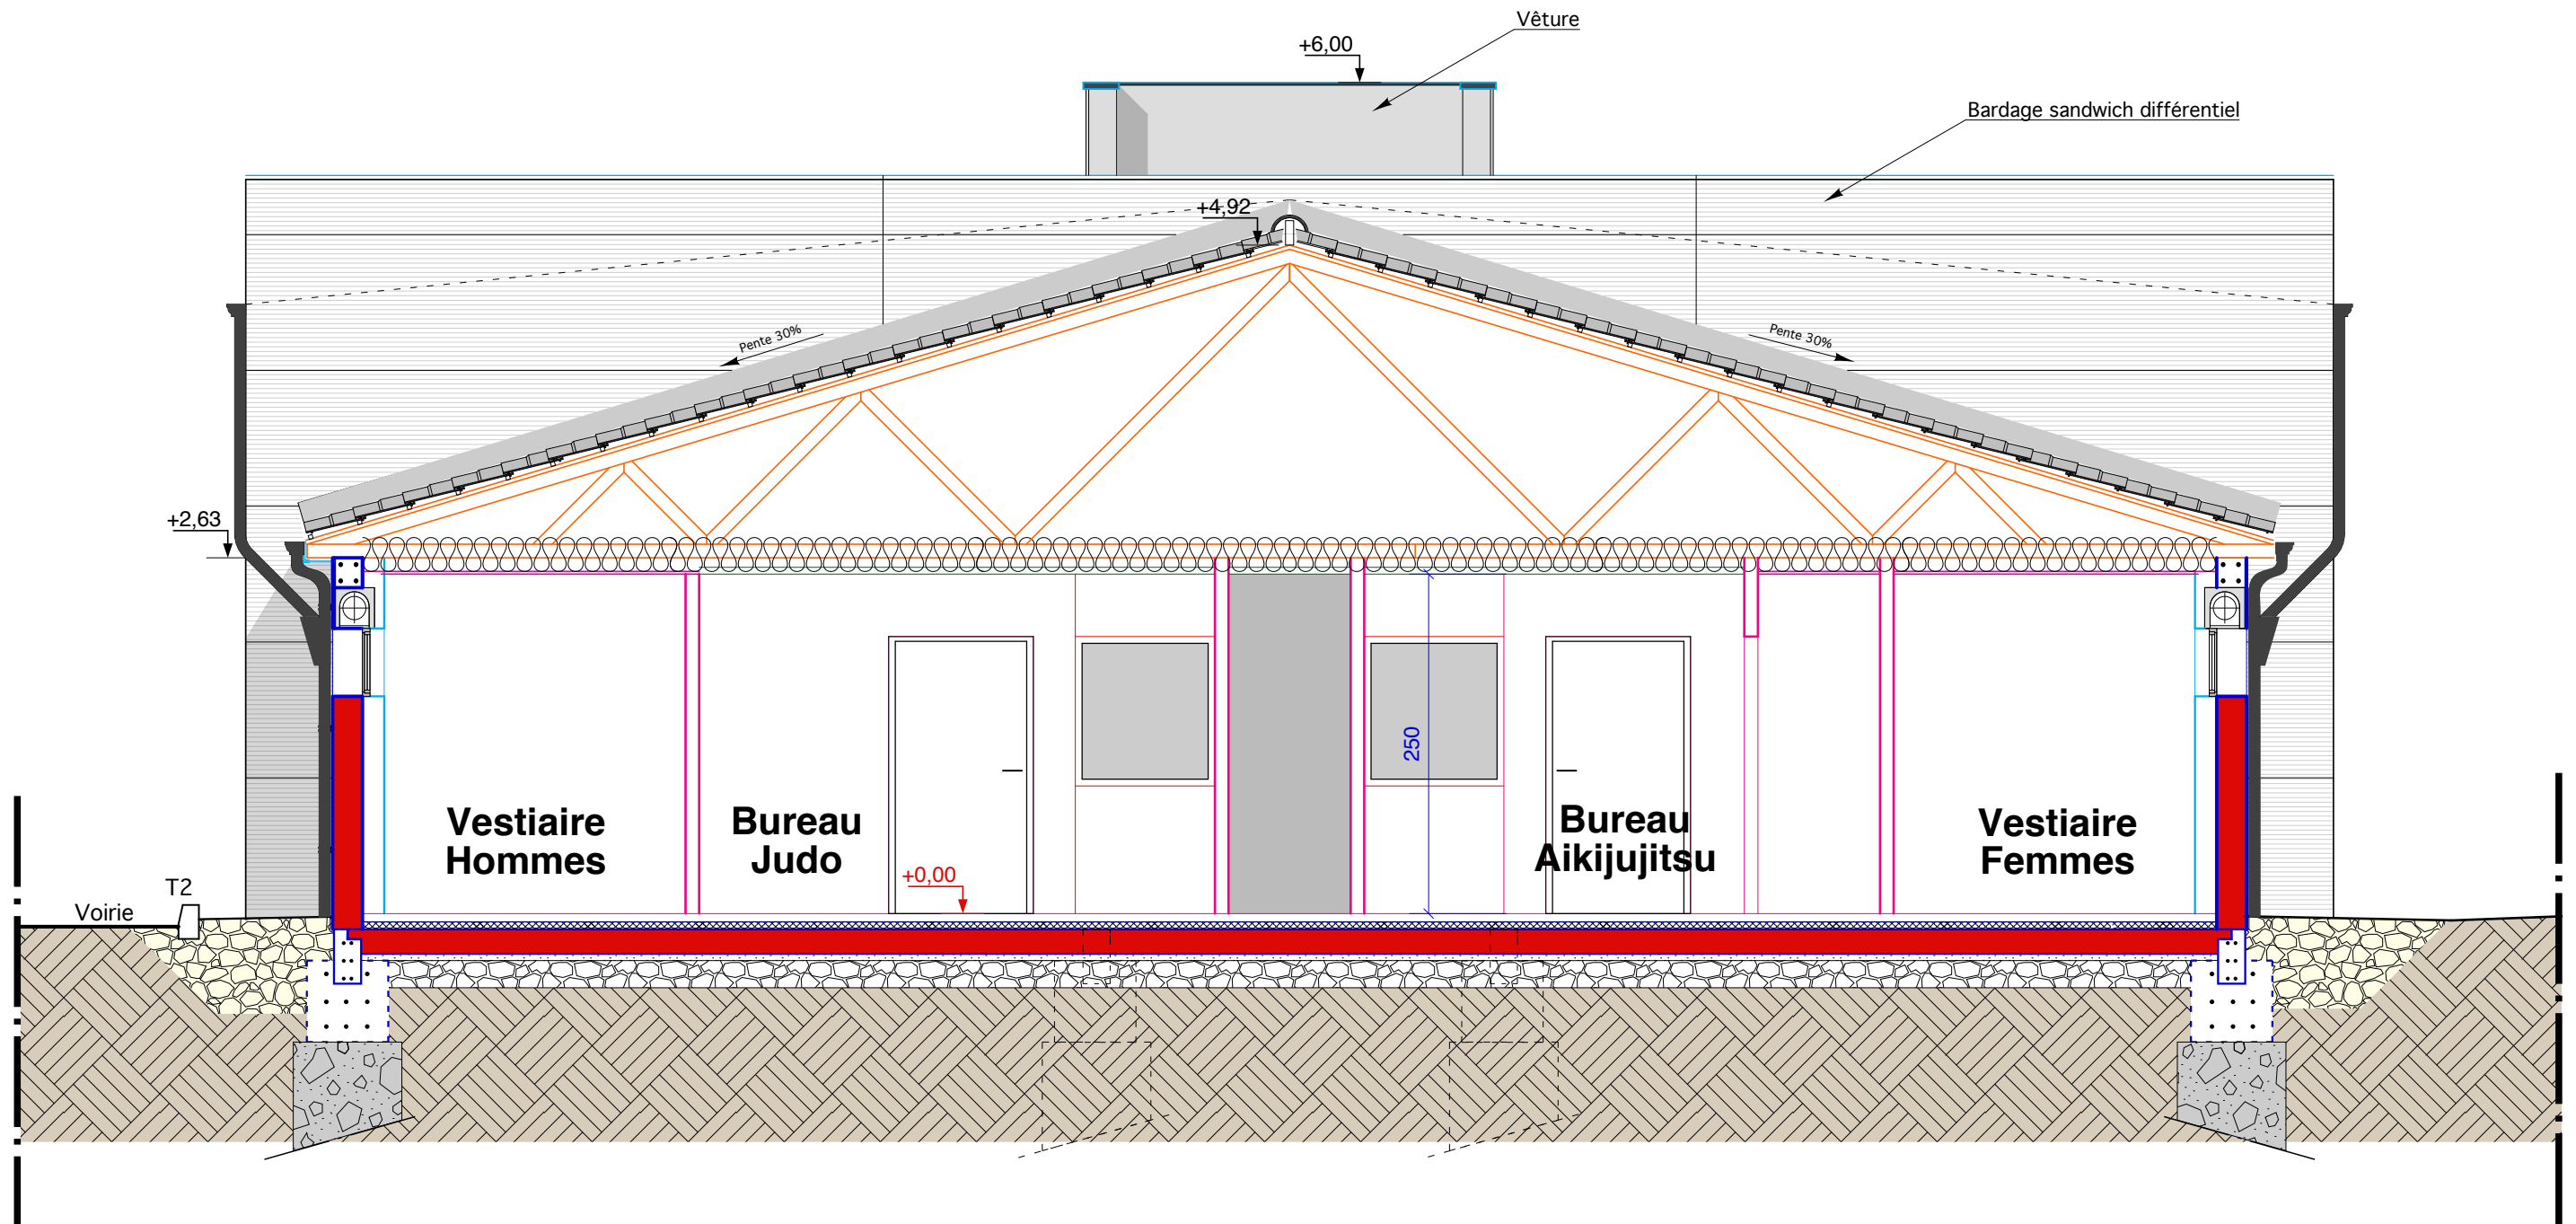 Vêture
+6,00
Bardage sandwich différentiel
+4,92
Pente 30%
Pente 30%
+2,63
250
Vestiaire
Hommes
Bureau
Judo
Bureau
Aikijujitsu
Vestiaire
Femmes
+0,00
T2
Voirie